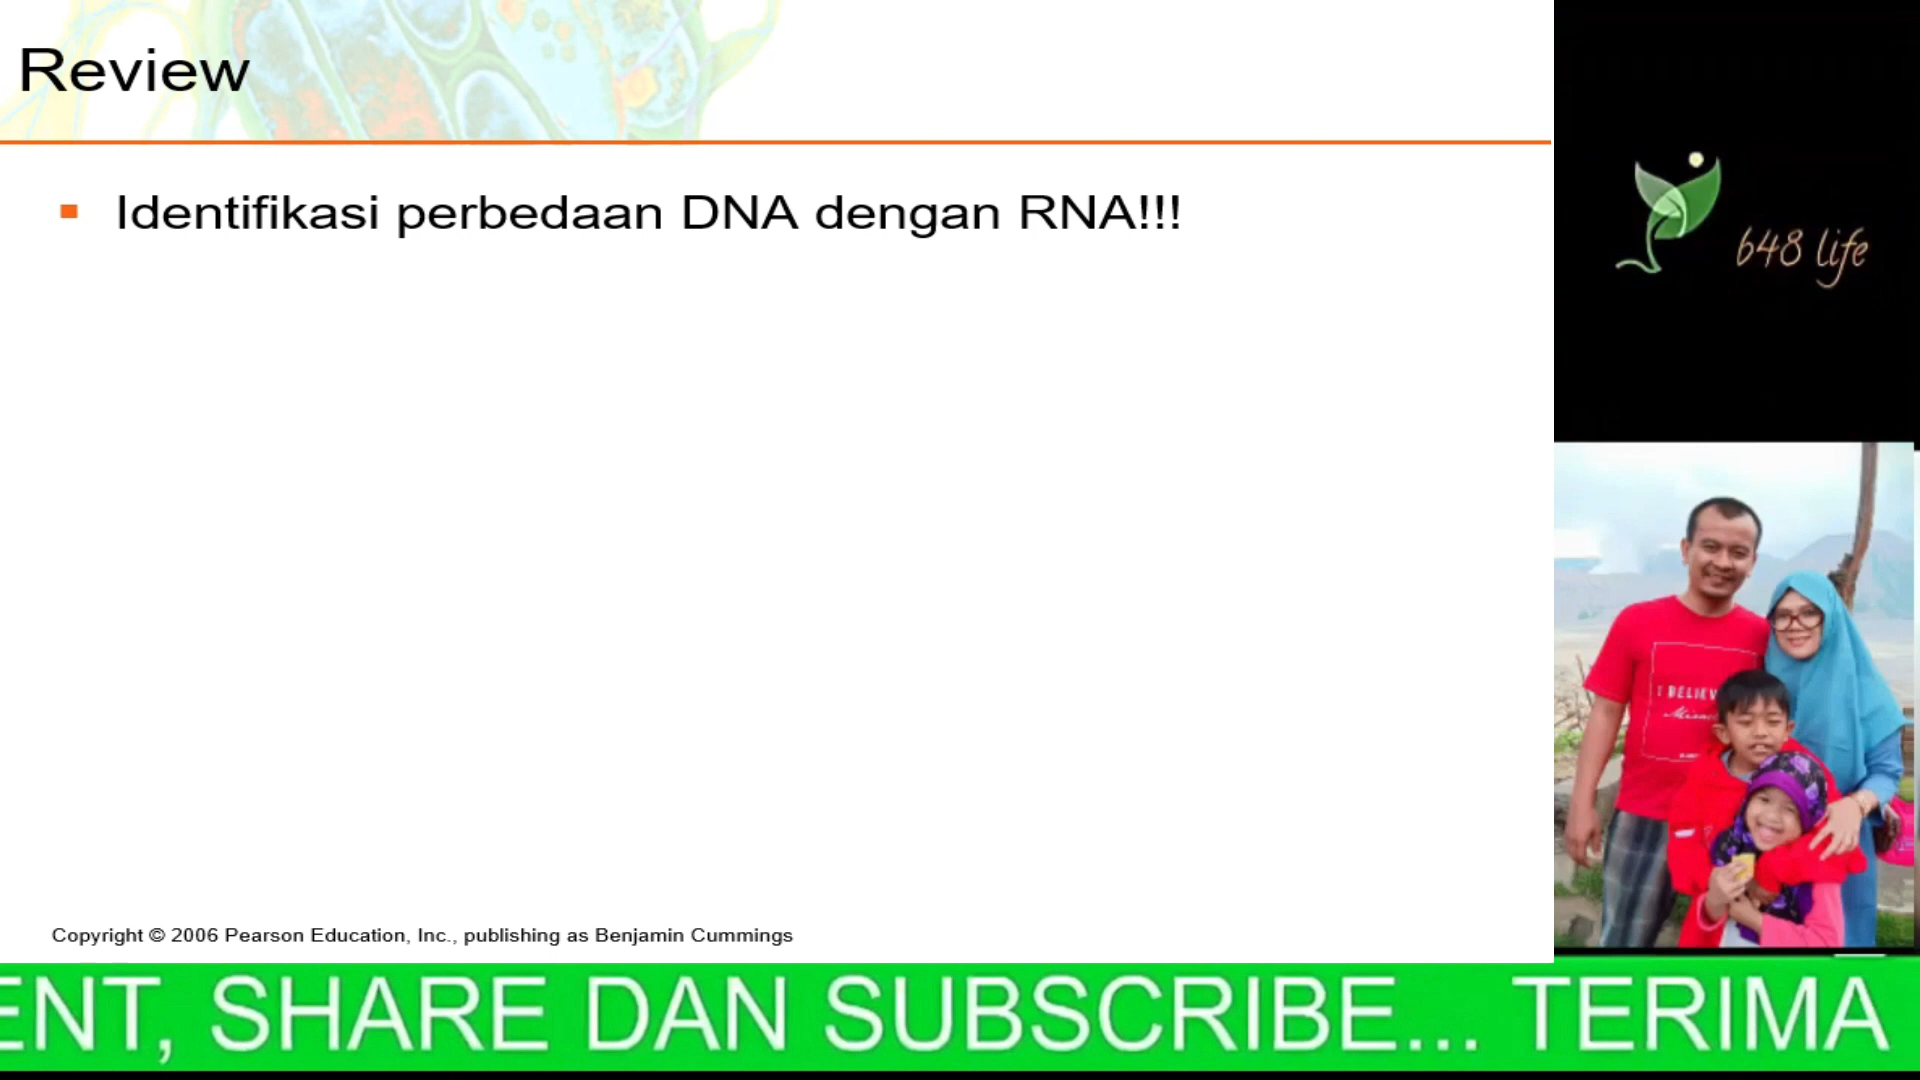 Review
Identifikasi perbedaan DNA dengan RNA!!!
648 life
I BELIEV
Copyright © 2006 Pearson Education, Inc., publishing as Benjamin Cummings
ENT, SHARE DAN SUBSCRIBE... TERIMA